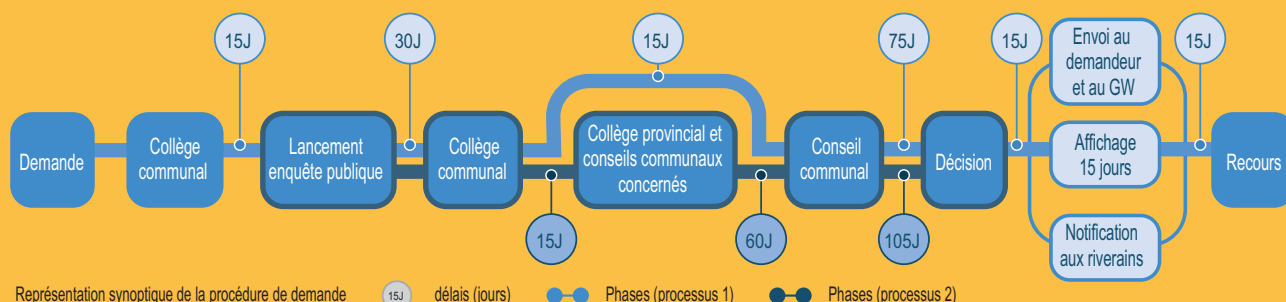 15J
30J
15J
75J
15J
15J
Demande
Collège
communal
Lancement
enquête publique
Collège
communal
Collège provincial et
conseils communaux
concernés
Conseil
communal
Décision
Envoi au
demandeur
et au GW
Affichage
15 jours
Notification
aux riverains
Recours
15J
60J
105J
Représentation synoptique de la procédure de demande
15J
délais (jours)
Phases (processus 1)
Phases (processus 2)